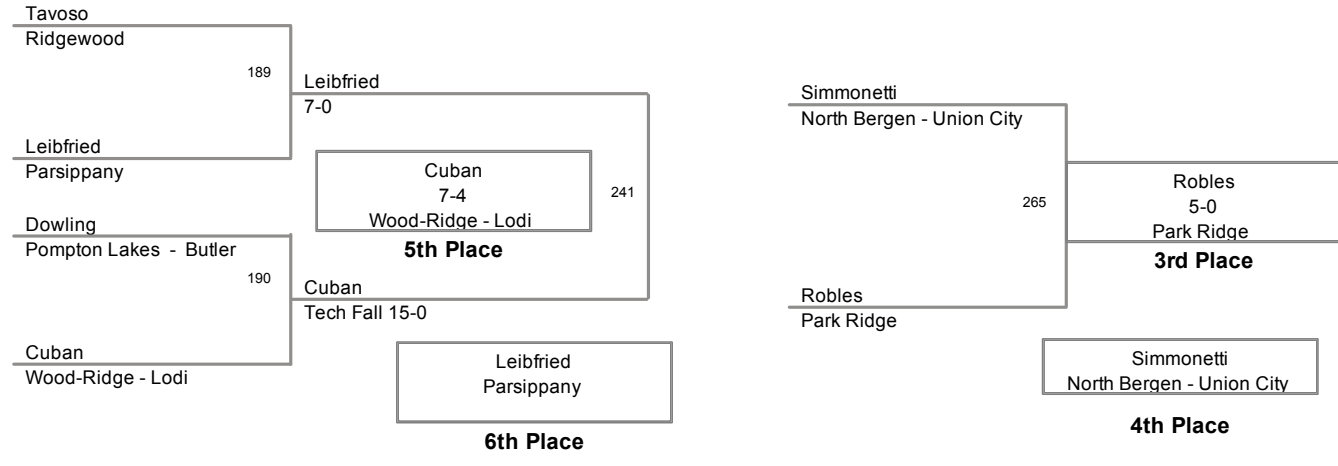 Tavoso
Ridgewood
189
Leibfried
7-0
Leibfried
Parsippany
Cuban
7-4
Wood-Ridge - Lodi
5th Place
241
Dowling
Pompton Lakes - Butler
190
Cuban
Tech Fall 15-0
Cuban
Wood-Ridge - Lodi
Leibfried
Parsippany
6th Place
Simmonetti
North Bergen - Union City
265
Robles
5-0
Park Ridge
3rd Place
Robles
Park Ridge
Simmonetti
North Bergen - Union City
4th Place